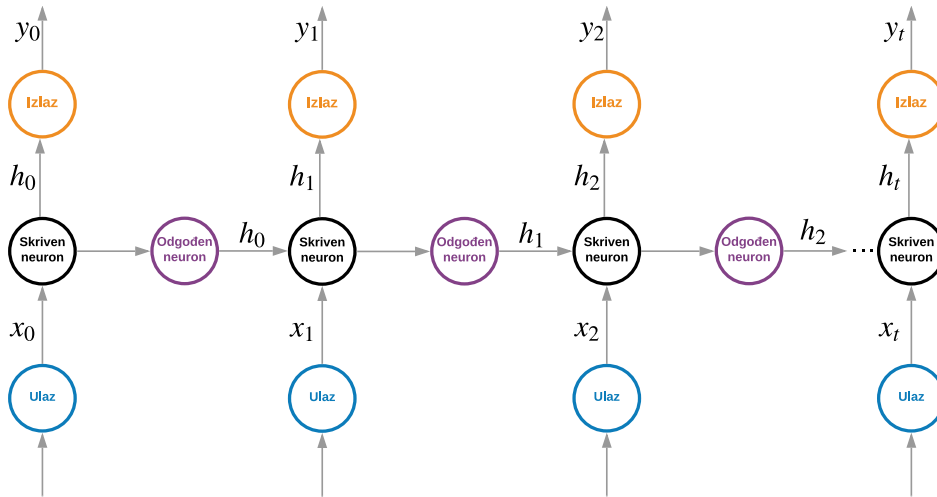 y₀ y₁ y₂ yₜ
Izlaz Izlaz Izlaz Izlaz
h₀ h₁ h₂ hₜ
h₀ h₁ h₂
Skriven Odgođen Skriven Odgođen Skriven Odgođen Skriven
neuron neuron neuron neuron neuron neuron ... neuron
x₀ x₁ x₂ xₜ
Ulaz Ulaz Ulaz Ulaz